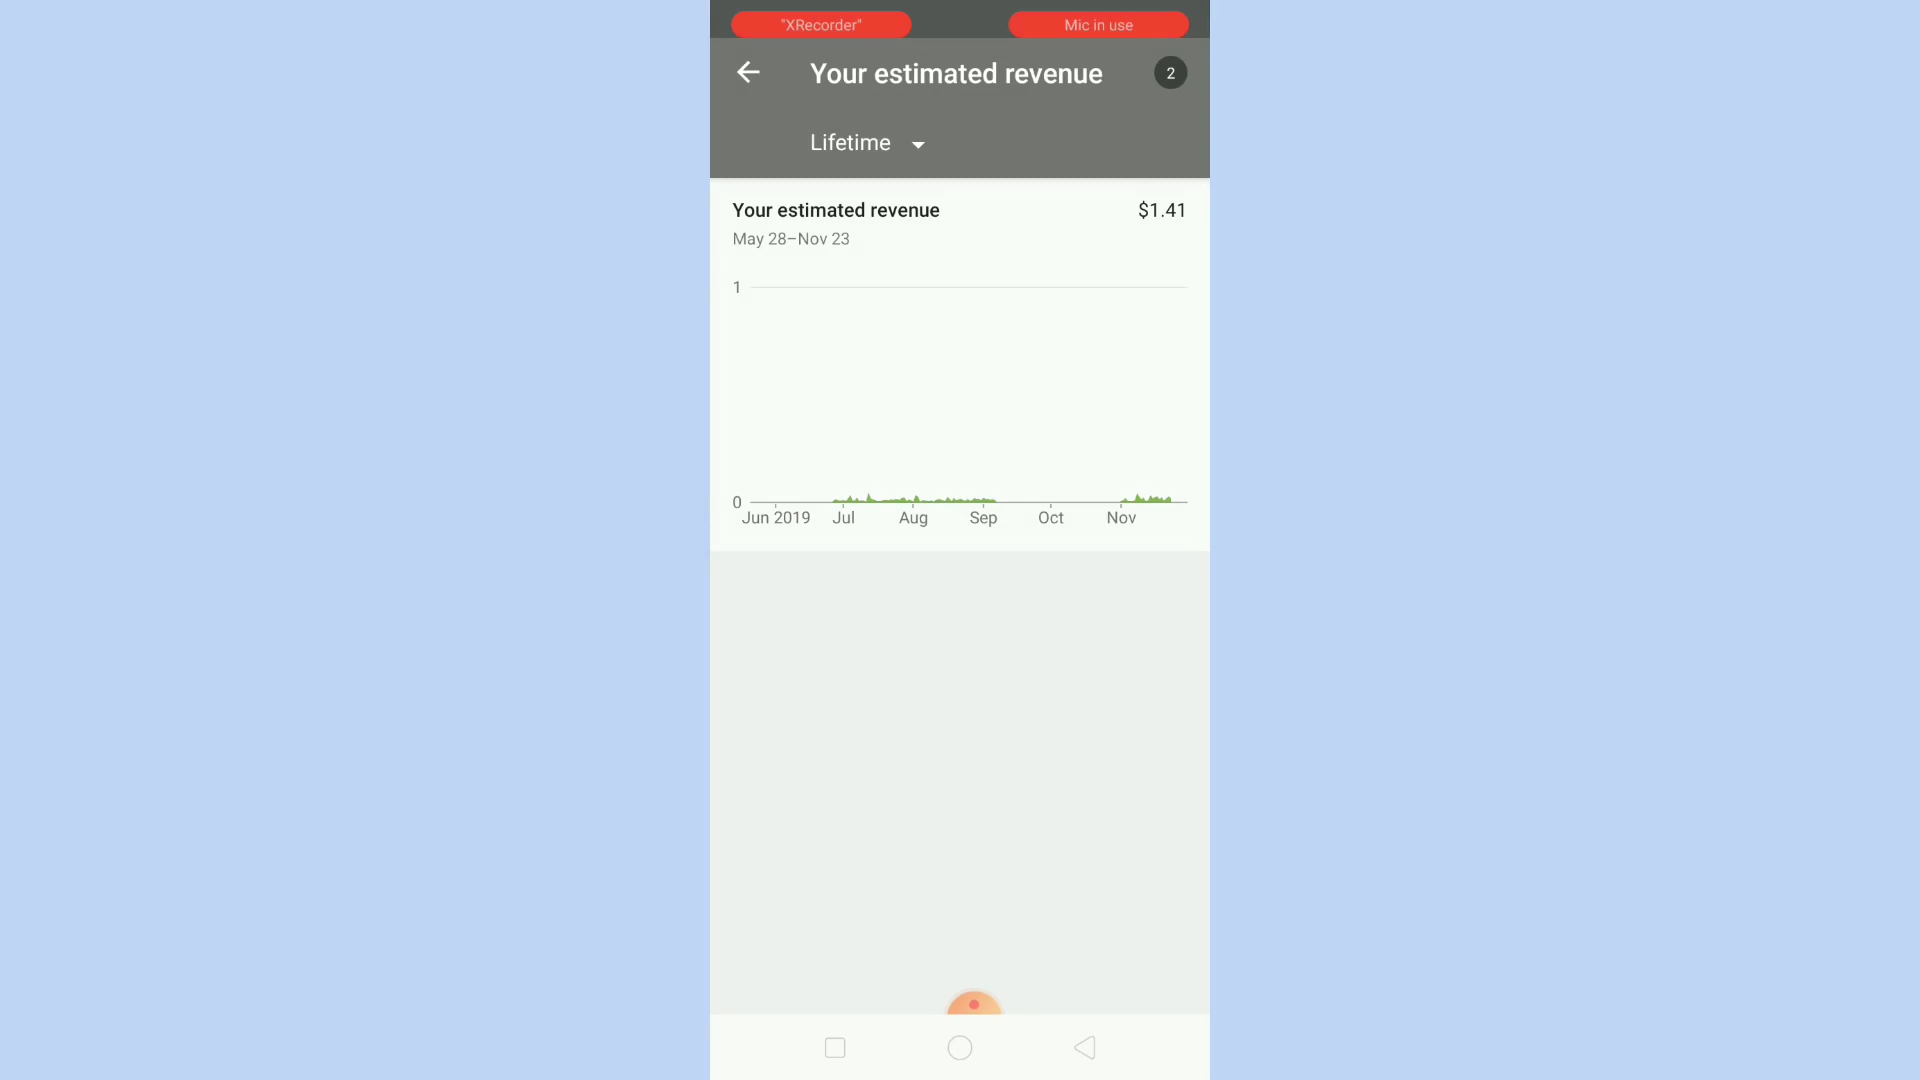 "XRecorder"
Mic in use
Your estimated revenue
2
Lifetime
Your estimated revenue
$1.41
May 28–Nov 23
1
0
Jun 2019 Jul Aug Sep Oct Nov